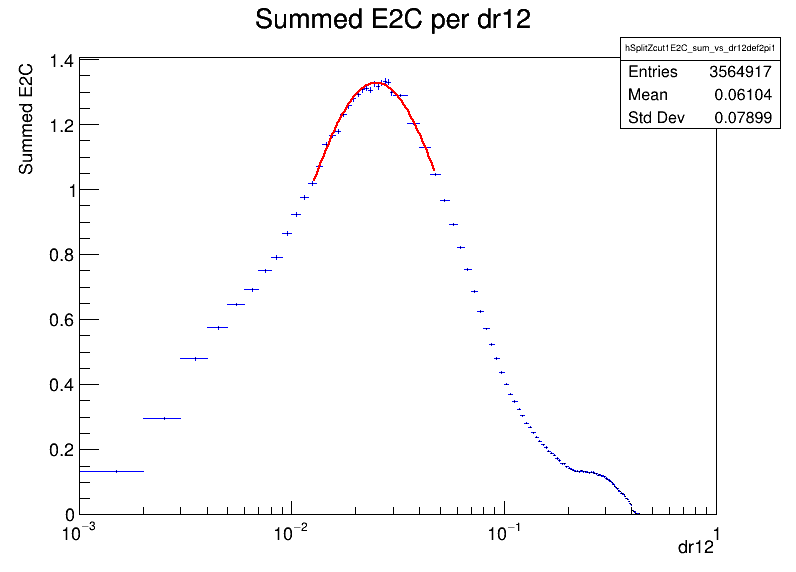 Summed E2C per dr12
hSplitZcut1E2C_sum_vs_dr12def2pi1
Entries 3564917
Mean 0.06104
Std Dev 0.07899
Summed E2C
1.4
1.2
1
0.8
0.6
0.4
0.2
0
10⁻³ 10⁻² 10⁻¹ 1
dr12